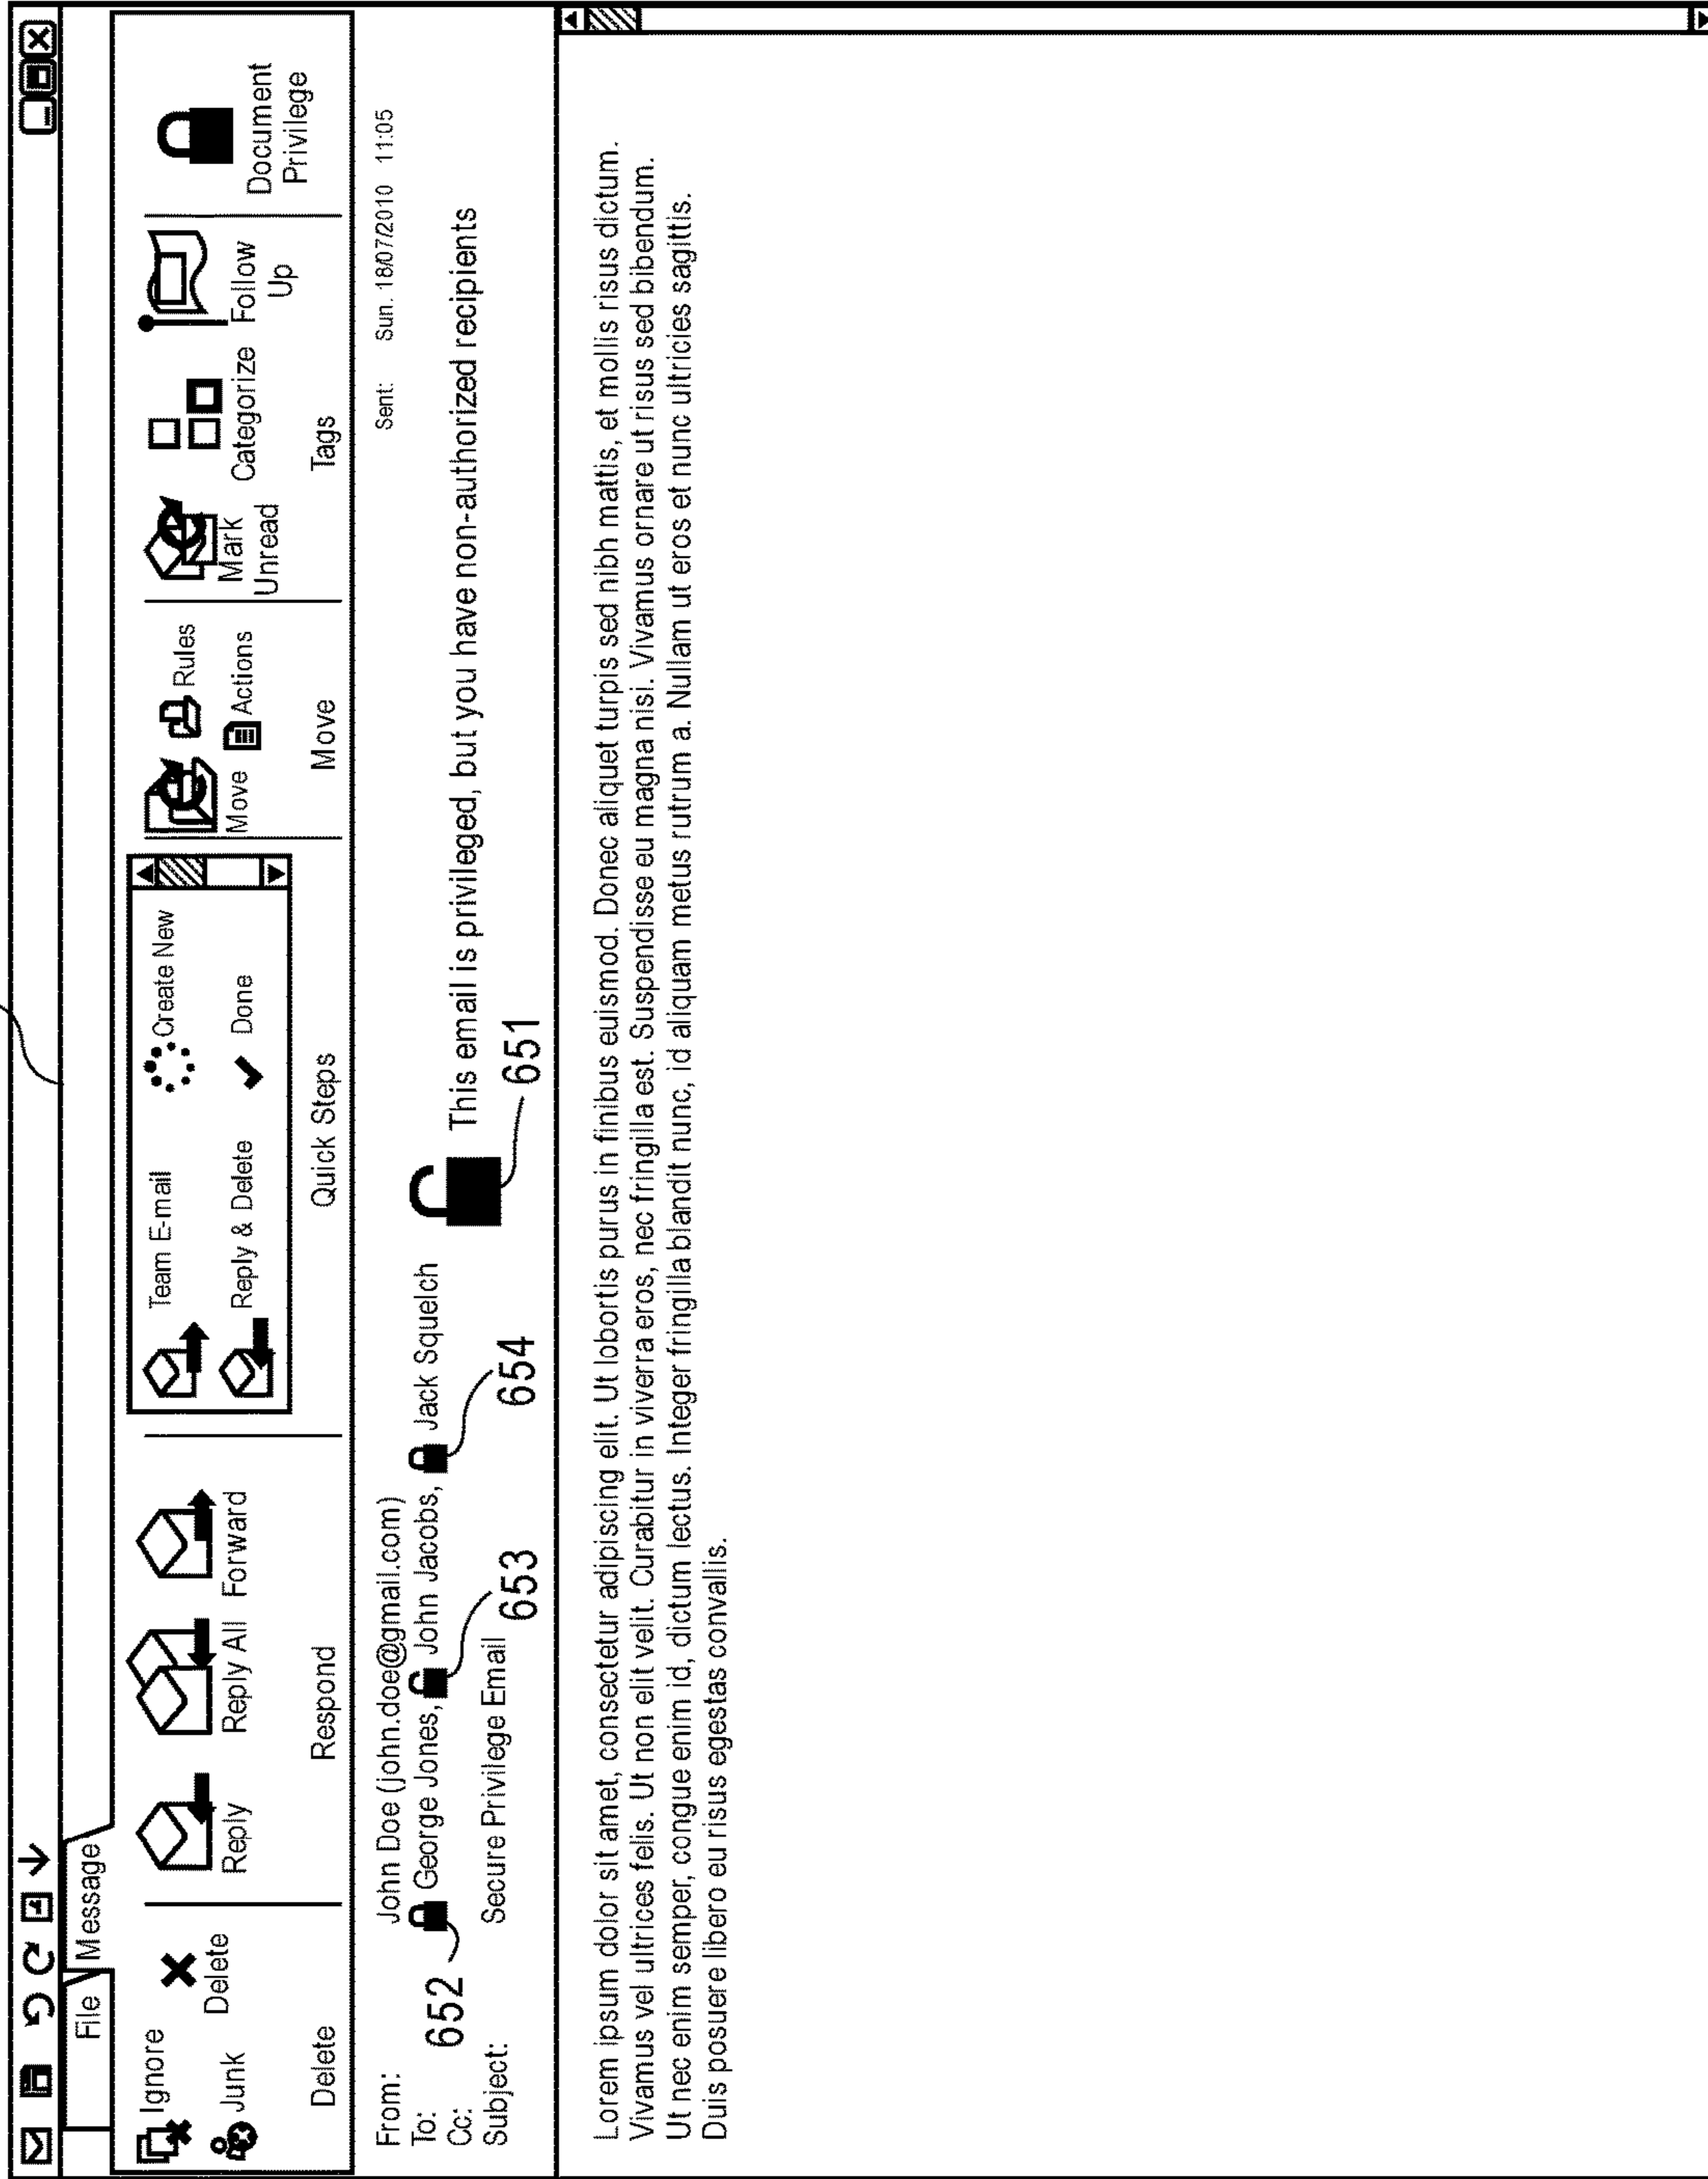 File Message
Ignore
Junk
Delete
Delete
Reply
Reply All
Forward
Respond
Team E-mail
Create New
Reply & Delete
Done
Quick Steps
Move
Rules
Actions
Move
Mark
Unread
Categorize
Follow
Up
Tags
Document
Privilege
From: John Doe (john.doe@gmail.com)
Sent: Sun. 18/07/2010 11:05
To: George Jones, John Jacobs, Jack Squelch
Cc:
652
Subject: Secure Privilege Email
653
654
This email is privileged, but you have non-authorized recipients
651
Lorem ipsum dolor sit amet, consectetur adipiscing elit. Ut lobortis purus in finibus euismod. Donec aliquet turpis sed nibh mattis, et mollis risus dictum.
Vivamus vel ultrices felis. Ut non elit velit. Curabitur in viverra eros, nec fringilla est. Suspendisse eu magna nisi. Vivamus ornare ut risus sed bibendum.
Ut nec enim semper, congue enim id, dictum lectus. Integer fringilla blandit nunc, id aliquam metus rutrum a. Nullam ut eros et nunc ultricies sagittis.
Duis posuere libero eu risus egestas convallis.